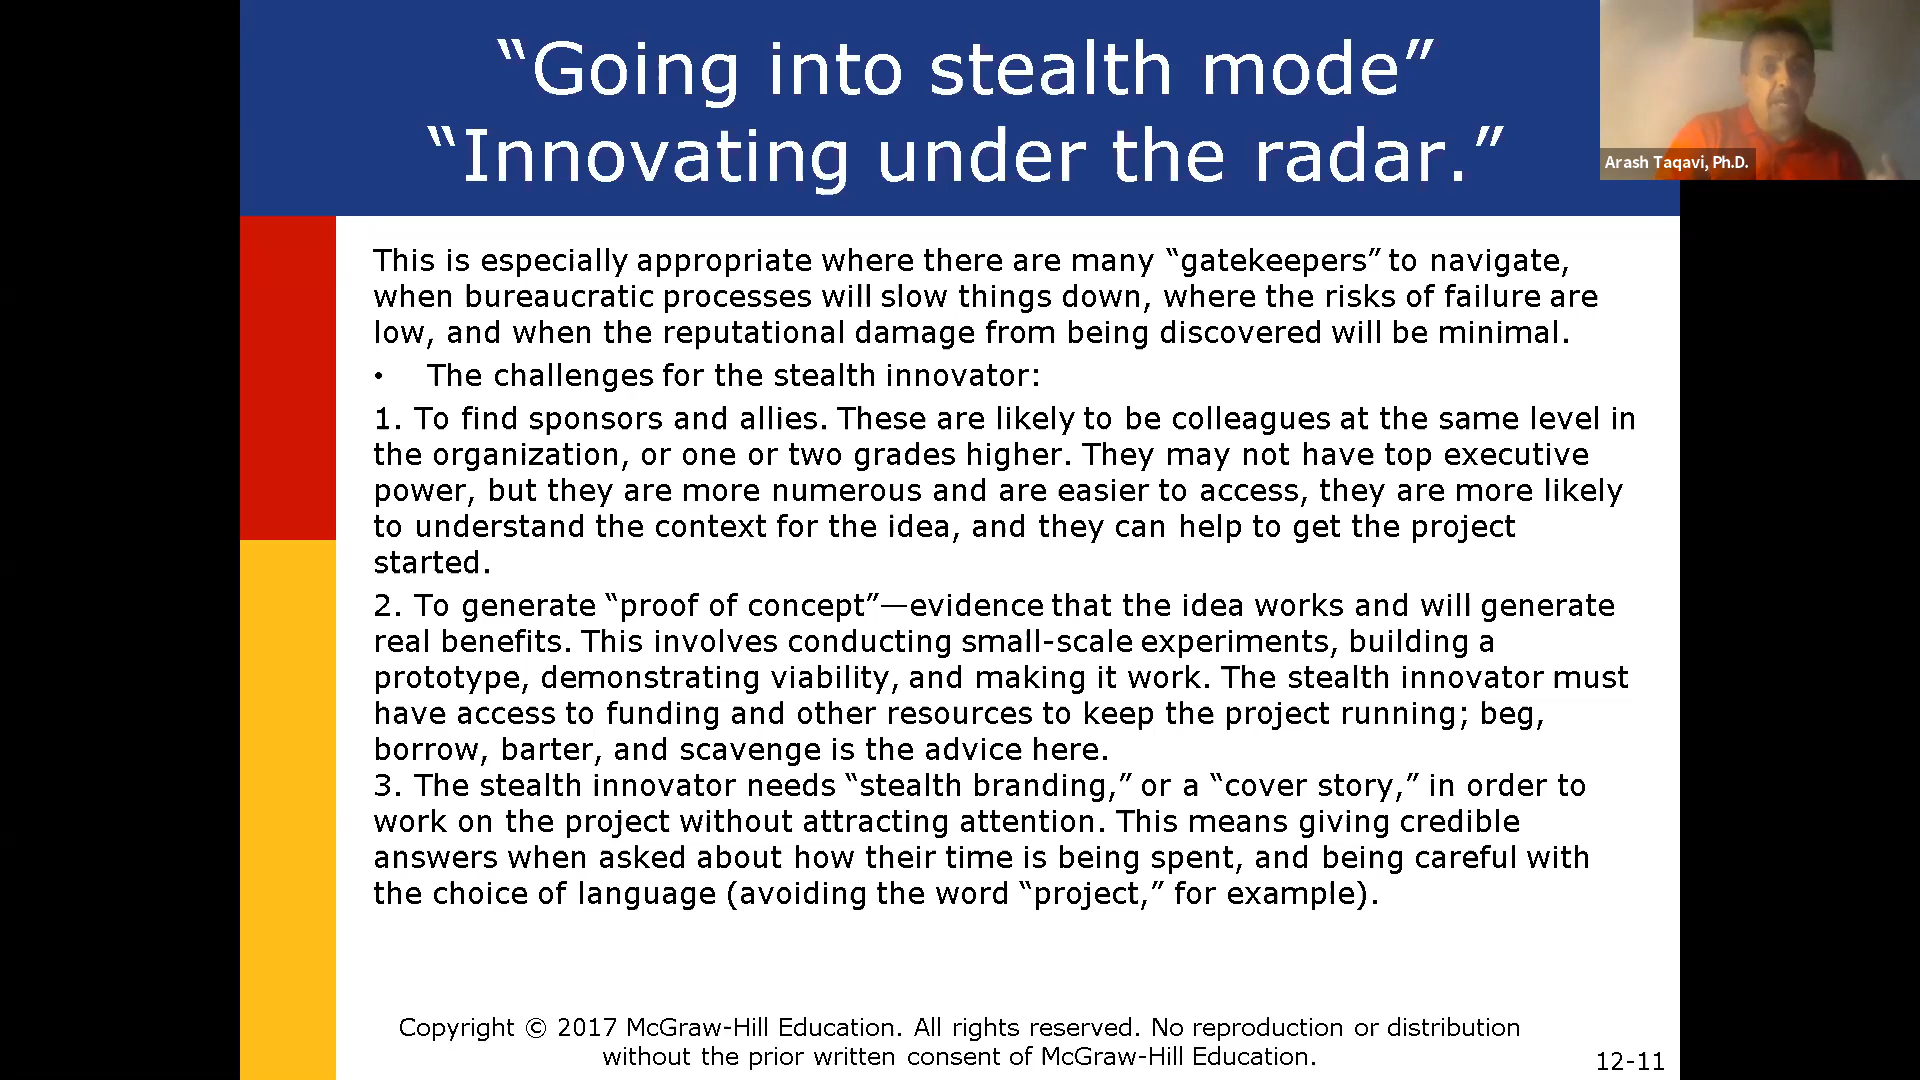 “Going into stealth mode”
“Innovating under the radar.”
Arash Taqavi, Ph.D.
This is especially appropriate where there are many “gatekeepers” to navigate,
when bureaucratic processes will slow things down, where the risks of failure are
low, and when the reputational damage from being discovered will be minimal.
• The challenges for the stealth innovator:
1. To find sponsors and allies. These are likely to be colleagues at the same level in
the organization, or one or two grades higher. They may not have top executive
power, but they are more numerous and are easier to access, they are more likely
to understand the context for the idea, and they can help to get the project
started.
2. To generate “proof of concept”—evidence that the idea works and will generate
real benefits. This involves conducting small-scale experiments, building a
prototype, demonstrating viability, and making it work. The stealth innovator must
have access to funding and other resources to keep the project running; beg,
borrow, barter, and scavenge is the advice here.
3. The stealth innovator needs “stealth branding,” or a “cover story,” in order to
work on the project without attracting attention. This means giving credible
answers when asked about how their time is being spent, and being careful with
the choice of language (avoiding the word “project,” for example).
Copyright © 2017 McGraw-Hill Education. All rights reserved. No reproduction or distribution
without the prior written consent of McGraw-Hill Education.
12-11